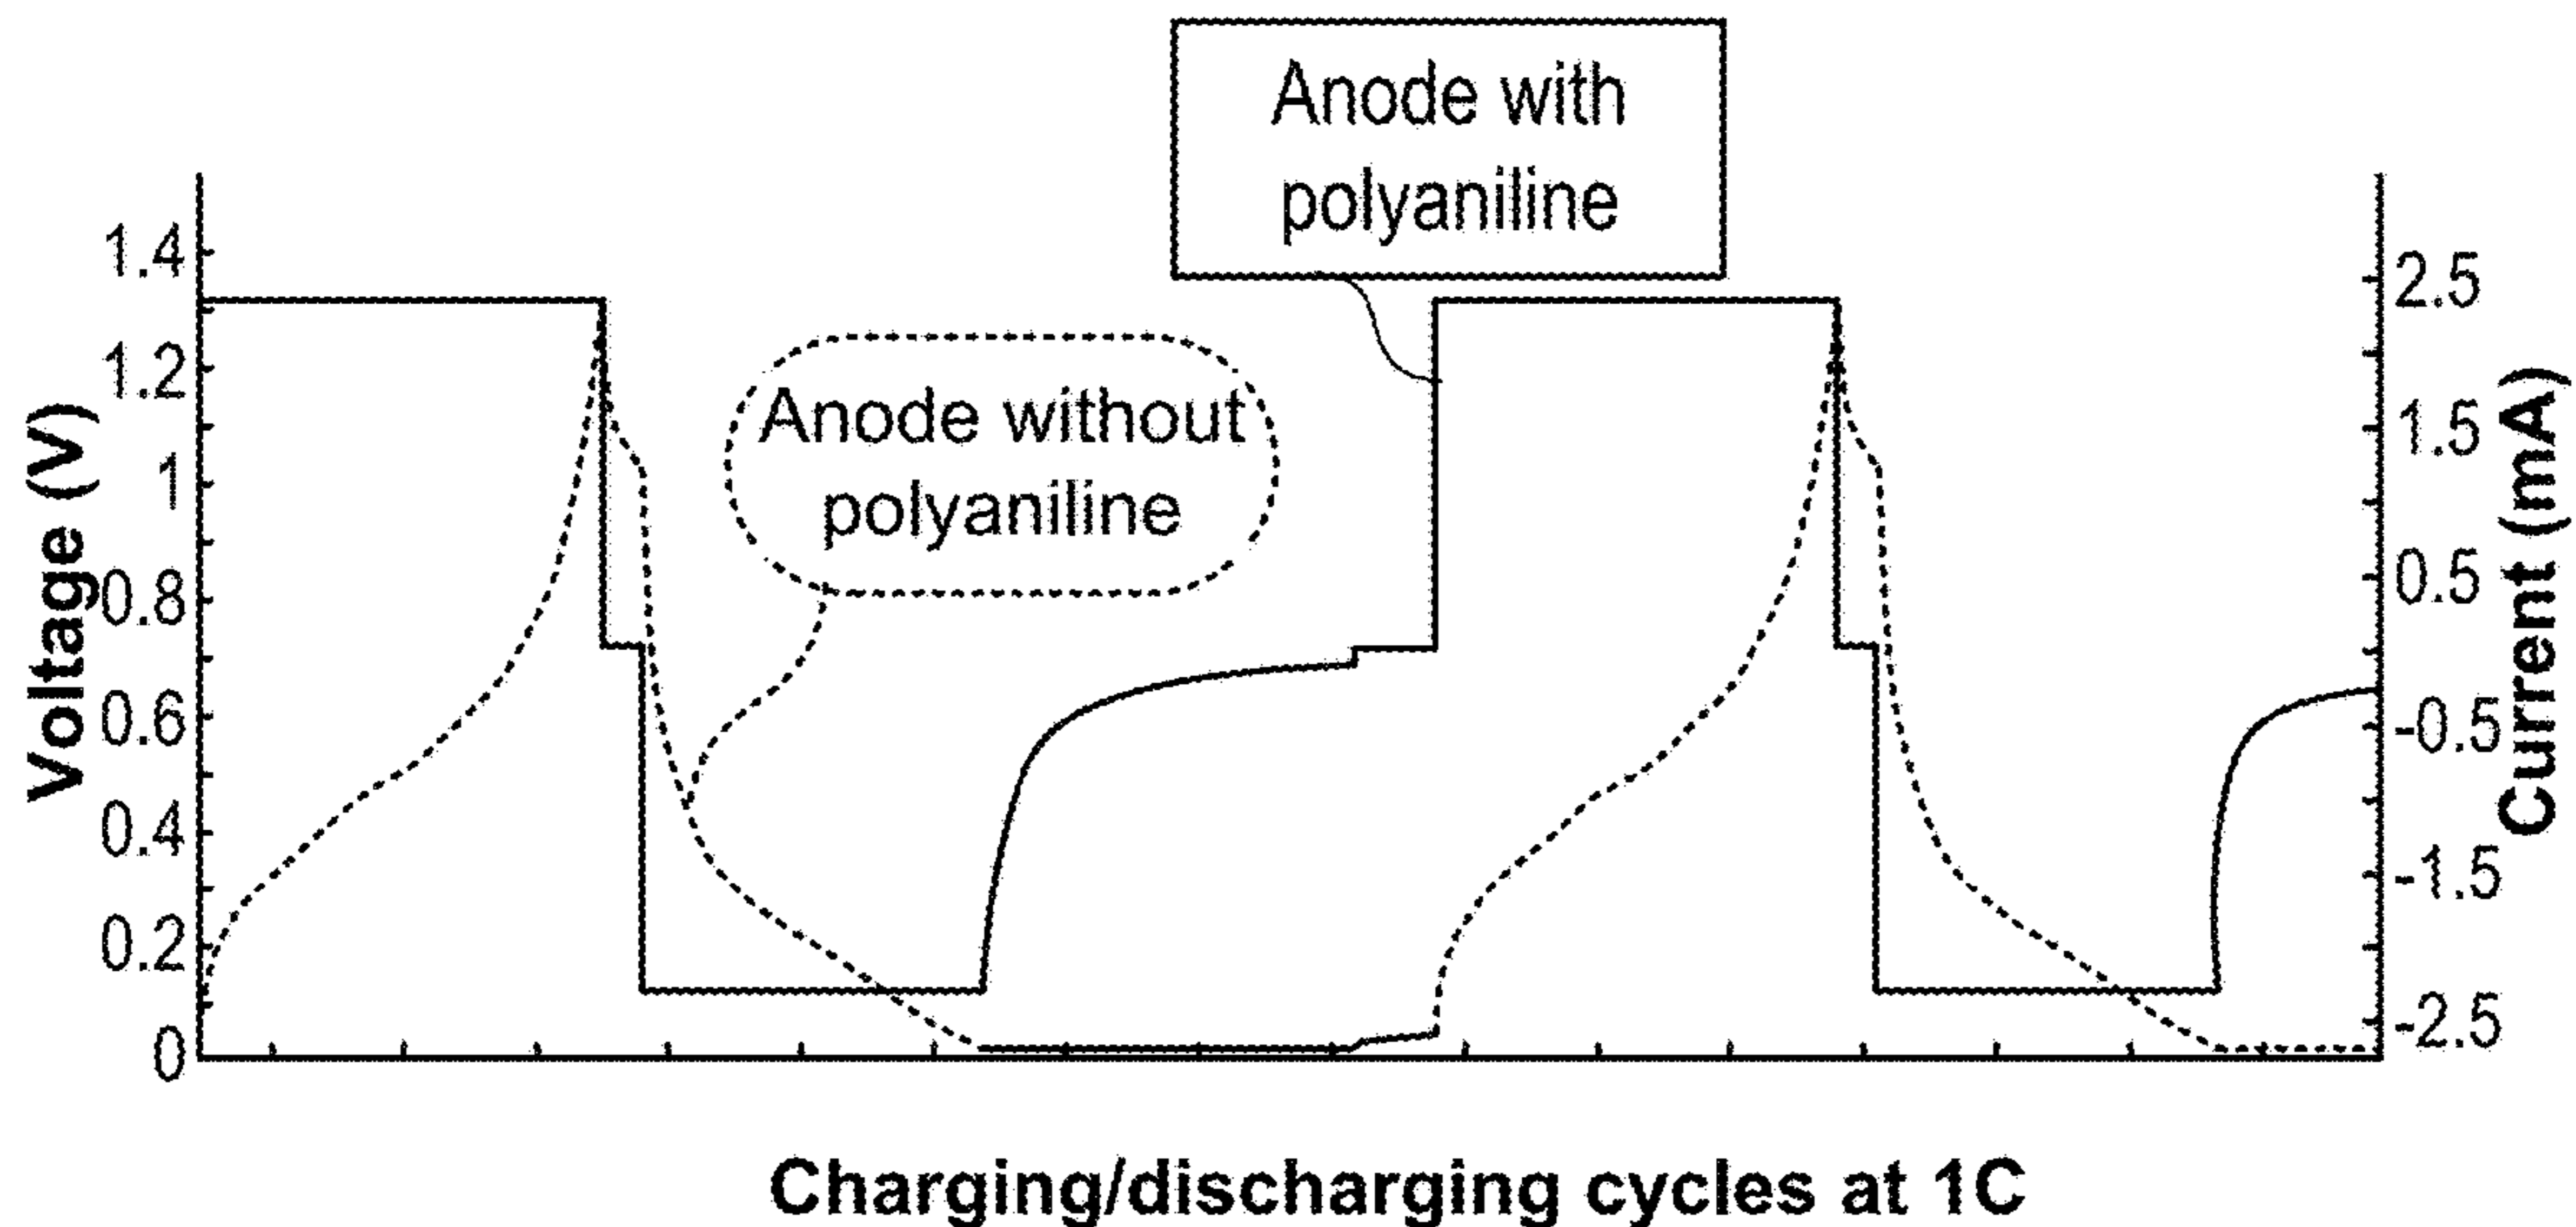 Anode with
polyaniline
Anode without
polyaniline
Voltage (V)
1.4
1.2
1
0.8
0.6
0.4
0.2
0
Current (mA)
2.5
1.5
0.5
-0.5
-1.5
-2.5
Charging/discharging cycles at 1C